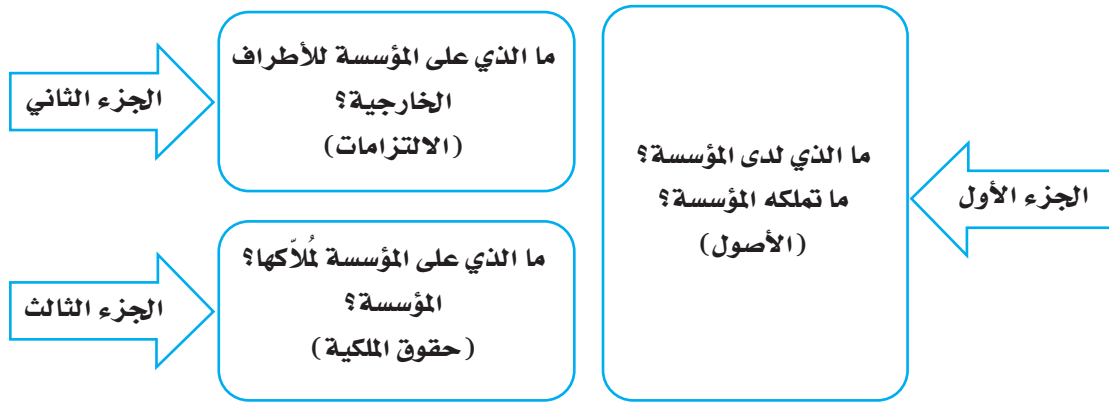 الجزء الأول
ما الذي لدى المؤسسة؟
ما تملكه المؤسسة؟
(الأصول)
الجزء الثاني
ما الذي على المؤسسة للأطراف
الخارجية؟
(الالتزامات)
الجزء الثالث
ما الذي على المؤسسة لمُلاّكها؟
المؤسسة؟
(حقوق الملكية)